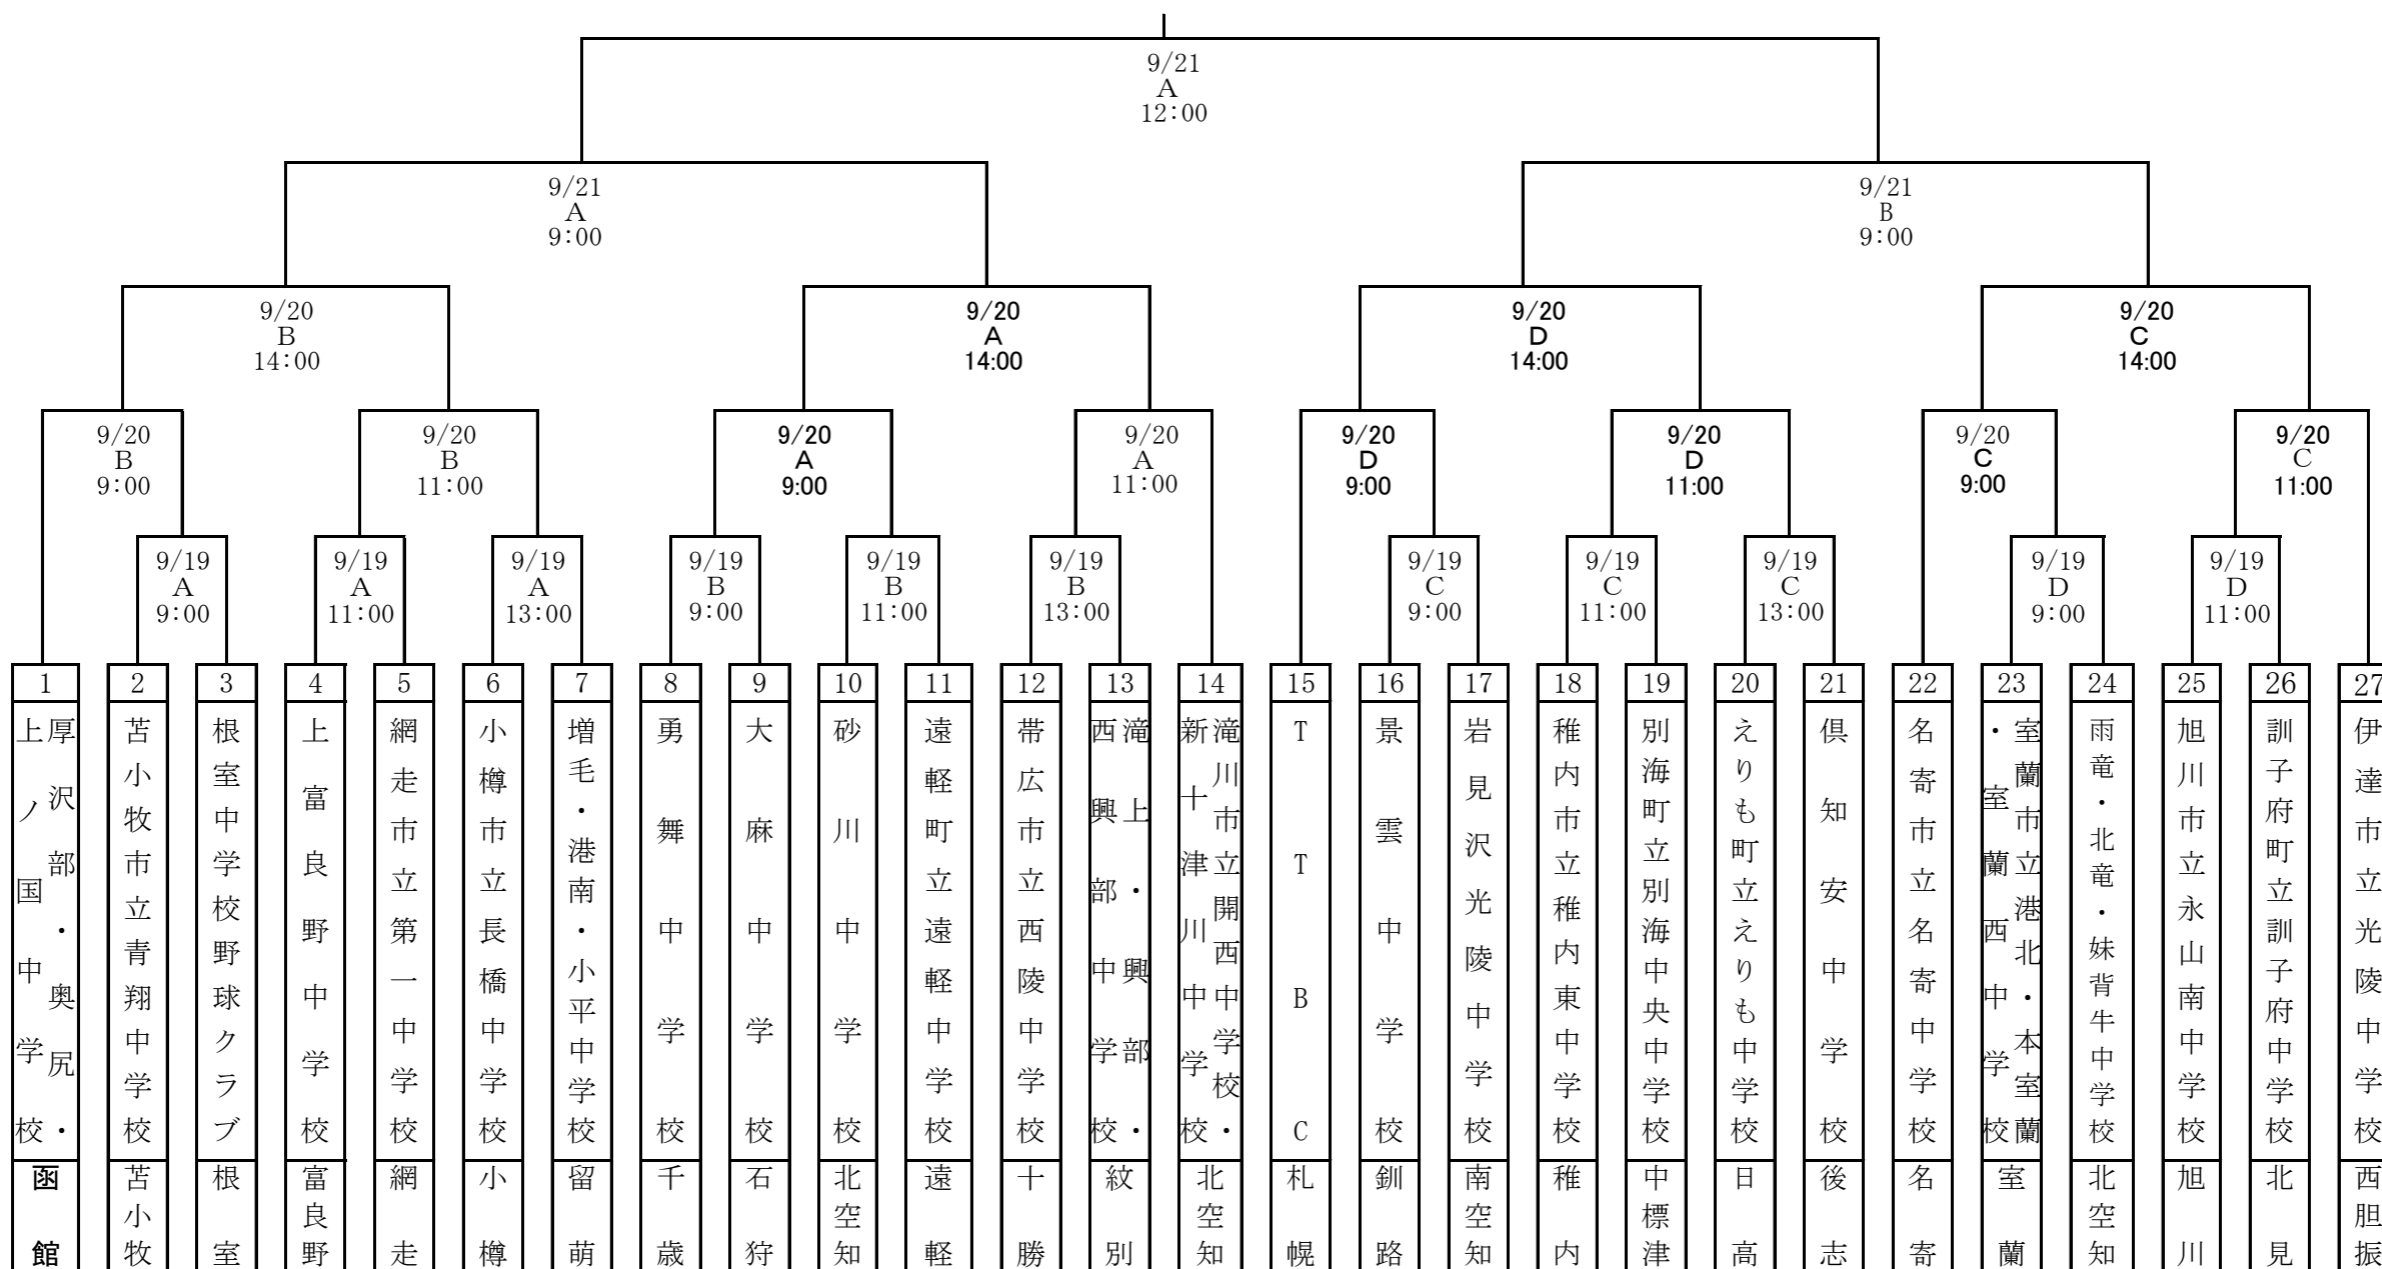 9/21
A
12:00
9/21
A
9:00
9/21
B
9:00
9/20
B
14:00
9/20
A
14:00
9/20
D
14:00
9/20
C
14:00
9/20
B
9:00
9/20
B
11:00
9/20
A
9:00
9/20
A
11:00
9/20
D
9:00
9/20
D
11:00
9/20
C
9:00
9/20
C
11:00
9/19
A
9:00
9/19
A
11:00
9/19
A
13:00
9/19
B
9:00
9/19
B
11:00
9/19
B
13:00
9/19
C
9:00
9/19
C
11:00
9/19
C
13:00
9/19
D
9:00
9/19
D
11:00
1
厚沢部・奥尻・
上ノ国中学校
函館
2
苫小牧市立青翔中学校
苫小牧
3
根室中学校野球クラブ
根室
4
上富良野中学校
富良野
5
網走市立第一中学校
網走
6
小樽市立長橋中学校
小樽
7
増毛・港南・小平中学校
留萌
8
勇舞中学校
千歳
9
大麻中学校
石狩
10
砂川中学校
北空知
11
遠軽町立遠軽中学校
遠軽
12
帯広市立西陵中学校
十勝
13
滝上・興部・
西興部中学校
紋別
14
滝川市立開西中学校・
新十津川中学校
北空知
15
TTBC
札幌
16
景雲中学校
釧路
17
岩見沢光陵中学校
南空知
18
稚内市立稚内東中学校
稚内
19
別海町立別海中央中学校
中標津
20
えりも町立えりも中学校
日高
21
倶知安中学校
後志
22
名寄市立名寄中学校
名寄
23
室蘭市立港北・本室蘭
・室蘭西中学校
室蘭
24
雨竜・北竜・妹背牛中学校
北空知
25
旭川市立永山南中学校
旭川
26
訓子府町立訓子府中学校
北見
27
伊達市立光陵中学校
西胆振